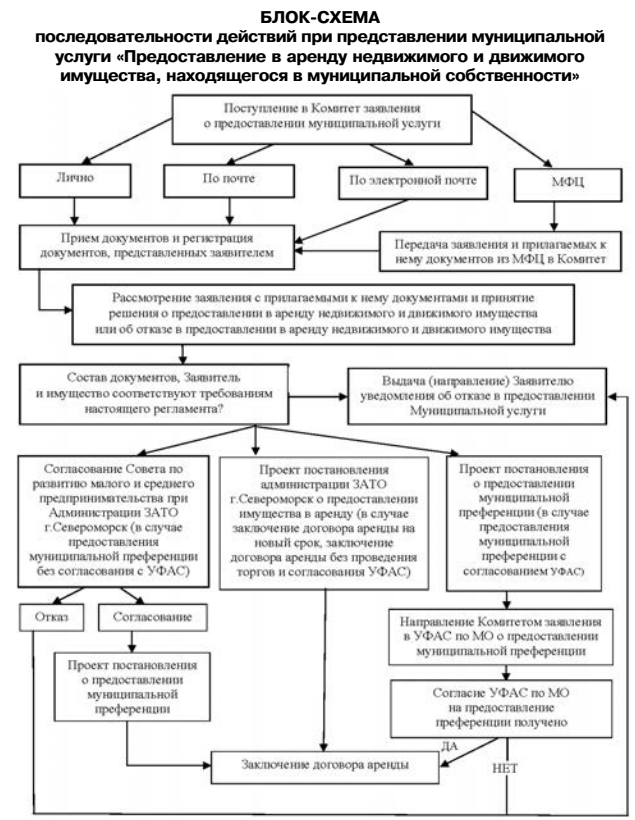 БЛОК-СХЕМА
последовательности действий при представлении муниципальной
услуги «Предоставление в аренду недвижимого и движимого
имущества, находящегося в муниципальной собственности»
Поступление в Комитет заявления
о предоставлении муниципальной услуги
Лично
По почте
По электронной почте
МФЦ
Прием документов и регистрация
документов, представленных заявителем
Передача заявления и прилагаемых к
нему документов из МФЦ в Комитет
Рассмотрение заявления с прилагаемыми к нему документами и принятие
решения о предоставлении в аренду недвижимого и движимого имущества
или об отказе в предоставлении в аренду недвижимого и движимого имущества
Состав документов, Заявитель
и имущество соответствуют требованиям
настоящего регламента?
Выдача (направление) Заявителю
уведомления об отказе в предоставлении
Муниципальной услуги
Согласование Совета по
развитию малого и среднего
предпринимательства при
Администрации ЗАТО
г.Североморск (в случае
предоставления
муниципальной преференции
без согласования с УФАС)
Проект постановления
администрации ЗАТО
г.Североморск о предоставлении
имущества в аренду (в случае
заключение договора аренды на
новый срок, заключение
договора аренды без проведения
торгов и согласования УФАС)
Проект постановления
о предоставлении
муниципальной
преференции (в случае
предоставления
муниципальной
преференции с
согласованием УФАС)
Отказ
Согласование
Направление Комитетом заявления
в УФАС по МО о предоставлении
муниципальной преференции
Проект постановления
о предоставлении
муниципальной
преференции
Согласие УФАС по МО
на предоставление
преференции получено
ДА
НЕТ
Заключение договора аренды